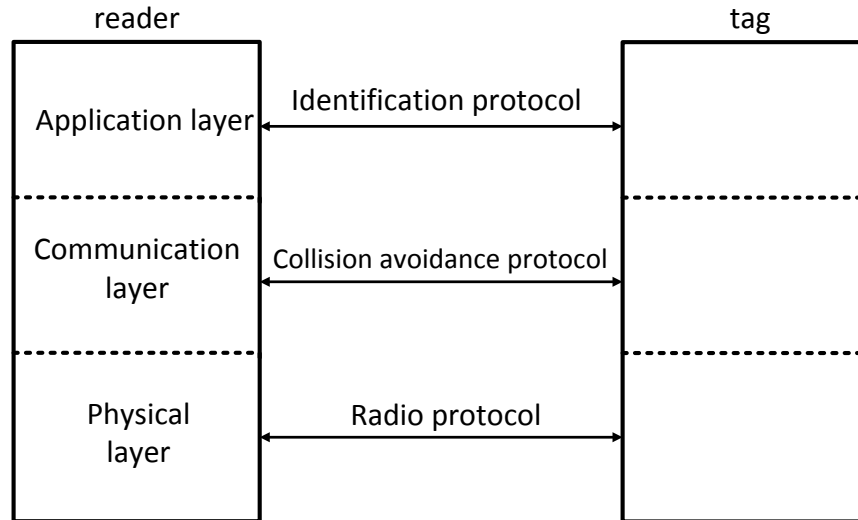 reader
tag
Application layer
Identification protocol
Communication
layer
Collision avoidance protocol
Physical
layer
Radio protocol